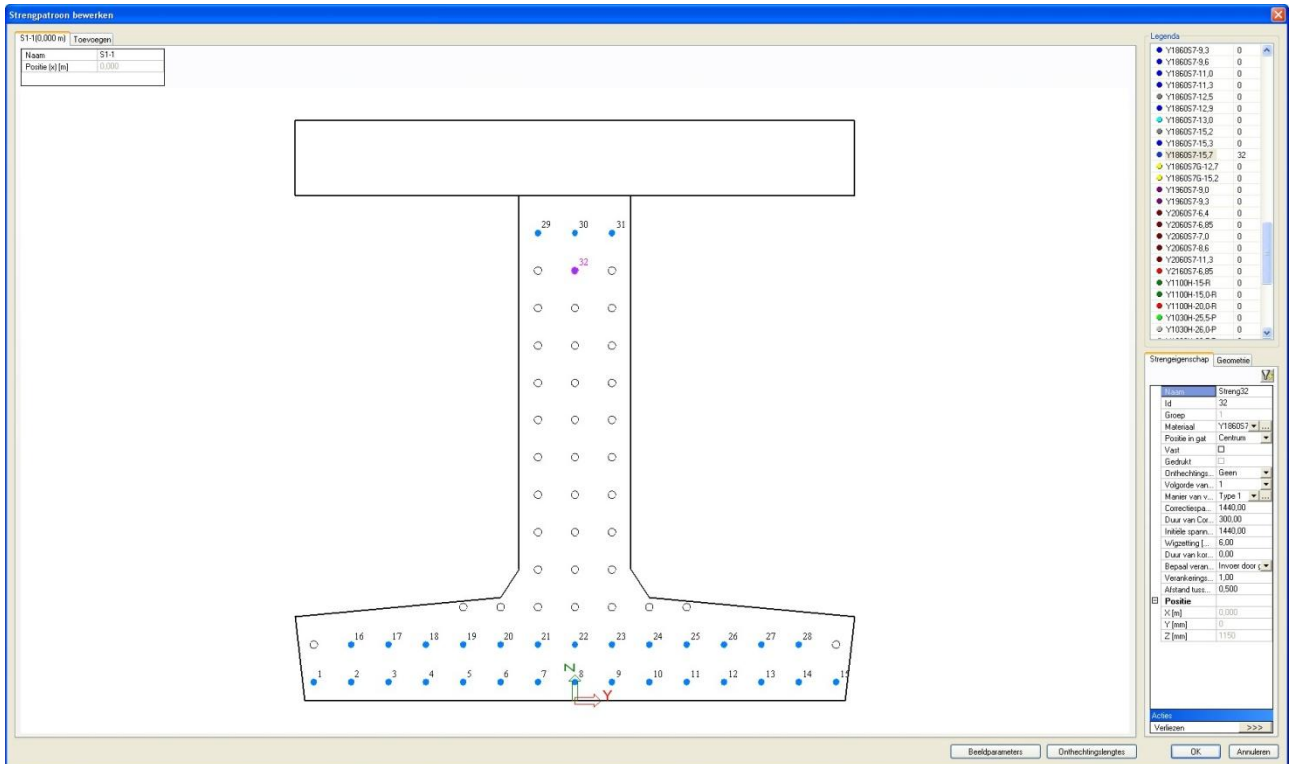 Strengpatroon bewerken
S1-1(0,000 m) Toevoegen
Naam S1-1
Positie (x) [m] 0,000
29 30 31
32
16 17 18 19 20 21 22 23 24 25 26 27 28
1 2 3 4 5 6 7 8 9 10 11 12 13 14 15
Z
Y
Legenda
Y1860S7-9,3 0
Y1860S7-9,6 0
Y1860S7-11,0 0
Y1860S7-11,3 0
Y1860S7-12,5 0
Y1860S7-12,9 0
Y1860S7-13,0 0
Y1860S7-15,2 0
Y1860S7-15,3 0
Y1860S7-15,7 32
Y1860S7G-12,7 0
Y1860S7G-15,2 0
Y1960S7-9,0 0
Y1960S7-9,3 0
Y2060S7-6,4 0
Y2060S7-6,85 0
Y2060S7-7,0 0
Y2060S7-8,6 0
Y2060S7-11,3 0
Y2160S7-6,85 0
Y1100H-15-R 0
Y1100H-15,0-R 0
Y1100H-20,0-R 0
Y1030H-25,5-P 0
Y1030H-26,0-P 0
Strengeigenschap Geometrie
Naam Streng32
Id 32
Groep 1
Materiaal Y1860S7 ...
Positie in gat Centrum
Vast
Gedrukt
Onthechtings... Geen
Volgorde van... 1
Manier van v... Type 1 ...
Correctiespa... 1440,00
Duur van Cor... 300,00
Initiële spann... 1440,00
Wigzetting [... 6,00
Duur van kor... 0,00
Bepaal veran... Invoer door
Verankerings... 1,00
Afstand tuss... 0,500
Positie
X [m] 0,000
Y [mm] 0
Z [mm] 1150
Acties
Verliezen >>>
Beeldparameters Onthechtingslengtes OK Annuleren